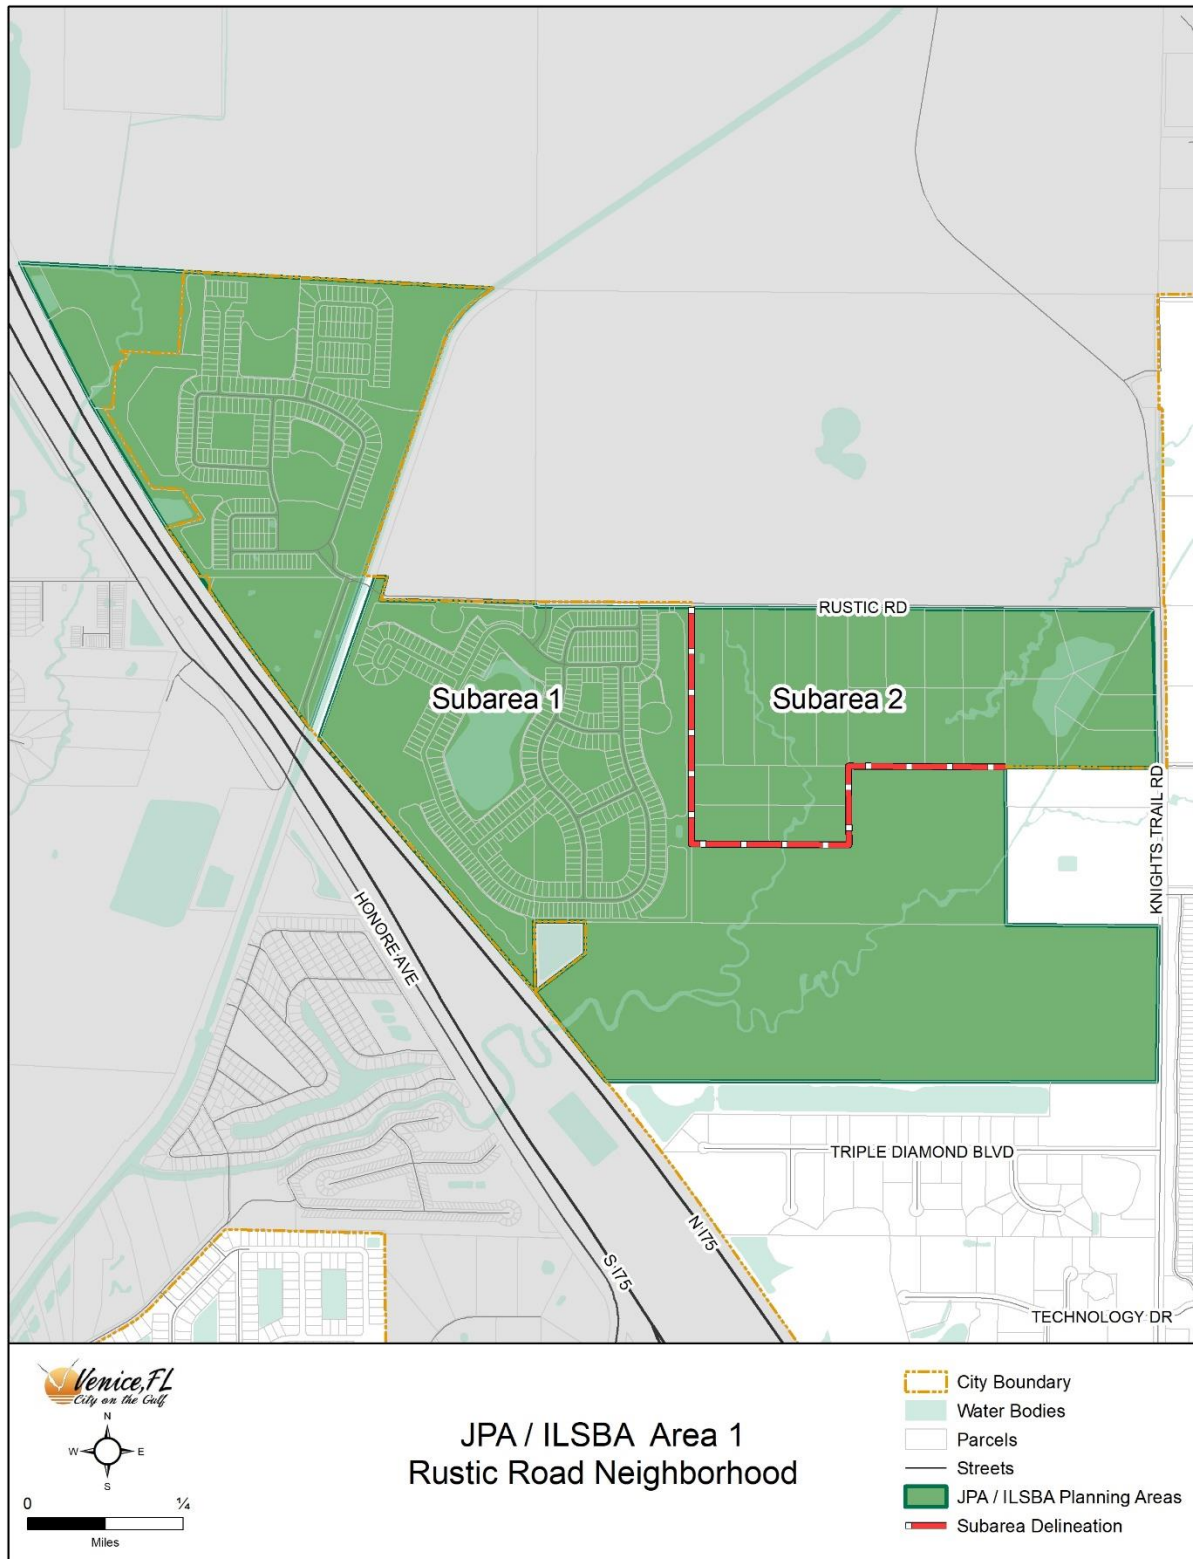 RUSTIC RD
Subarea 1
Subarea 2
KNIGHTS TRAIL RD
HONORE AVE
TRIPLE DIAMOND BLVD
N I75
S I75
TECHNOLOGY DR
Venice, FL
City on the Gulf
N
W E
S
0 ¼
Miles
JPA / ILSBA Area 1
Rustic Road Neighborhood
City Boundary
Water Bodies
Parcels
Streets
JPA / ILSBA Planning Areas
Subarea Delineation